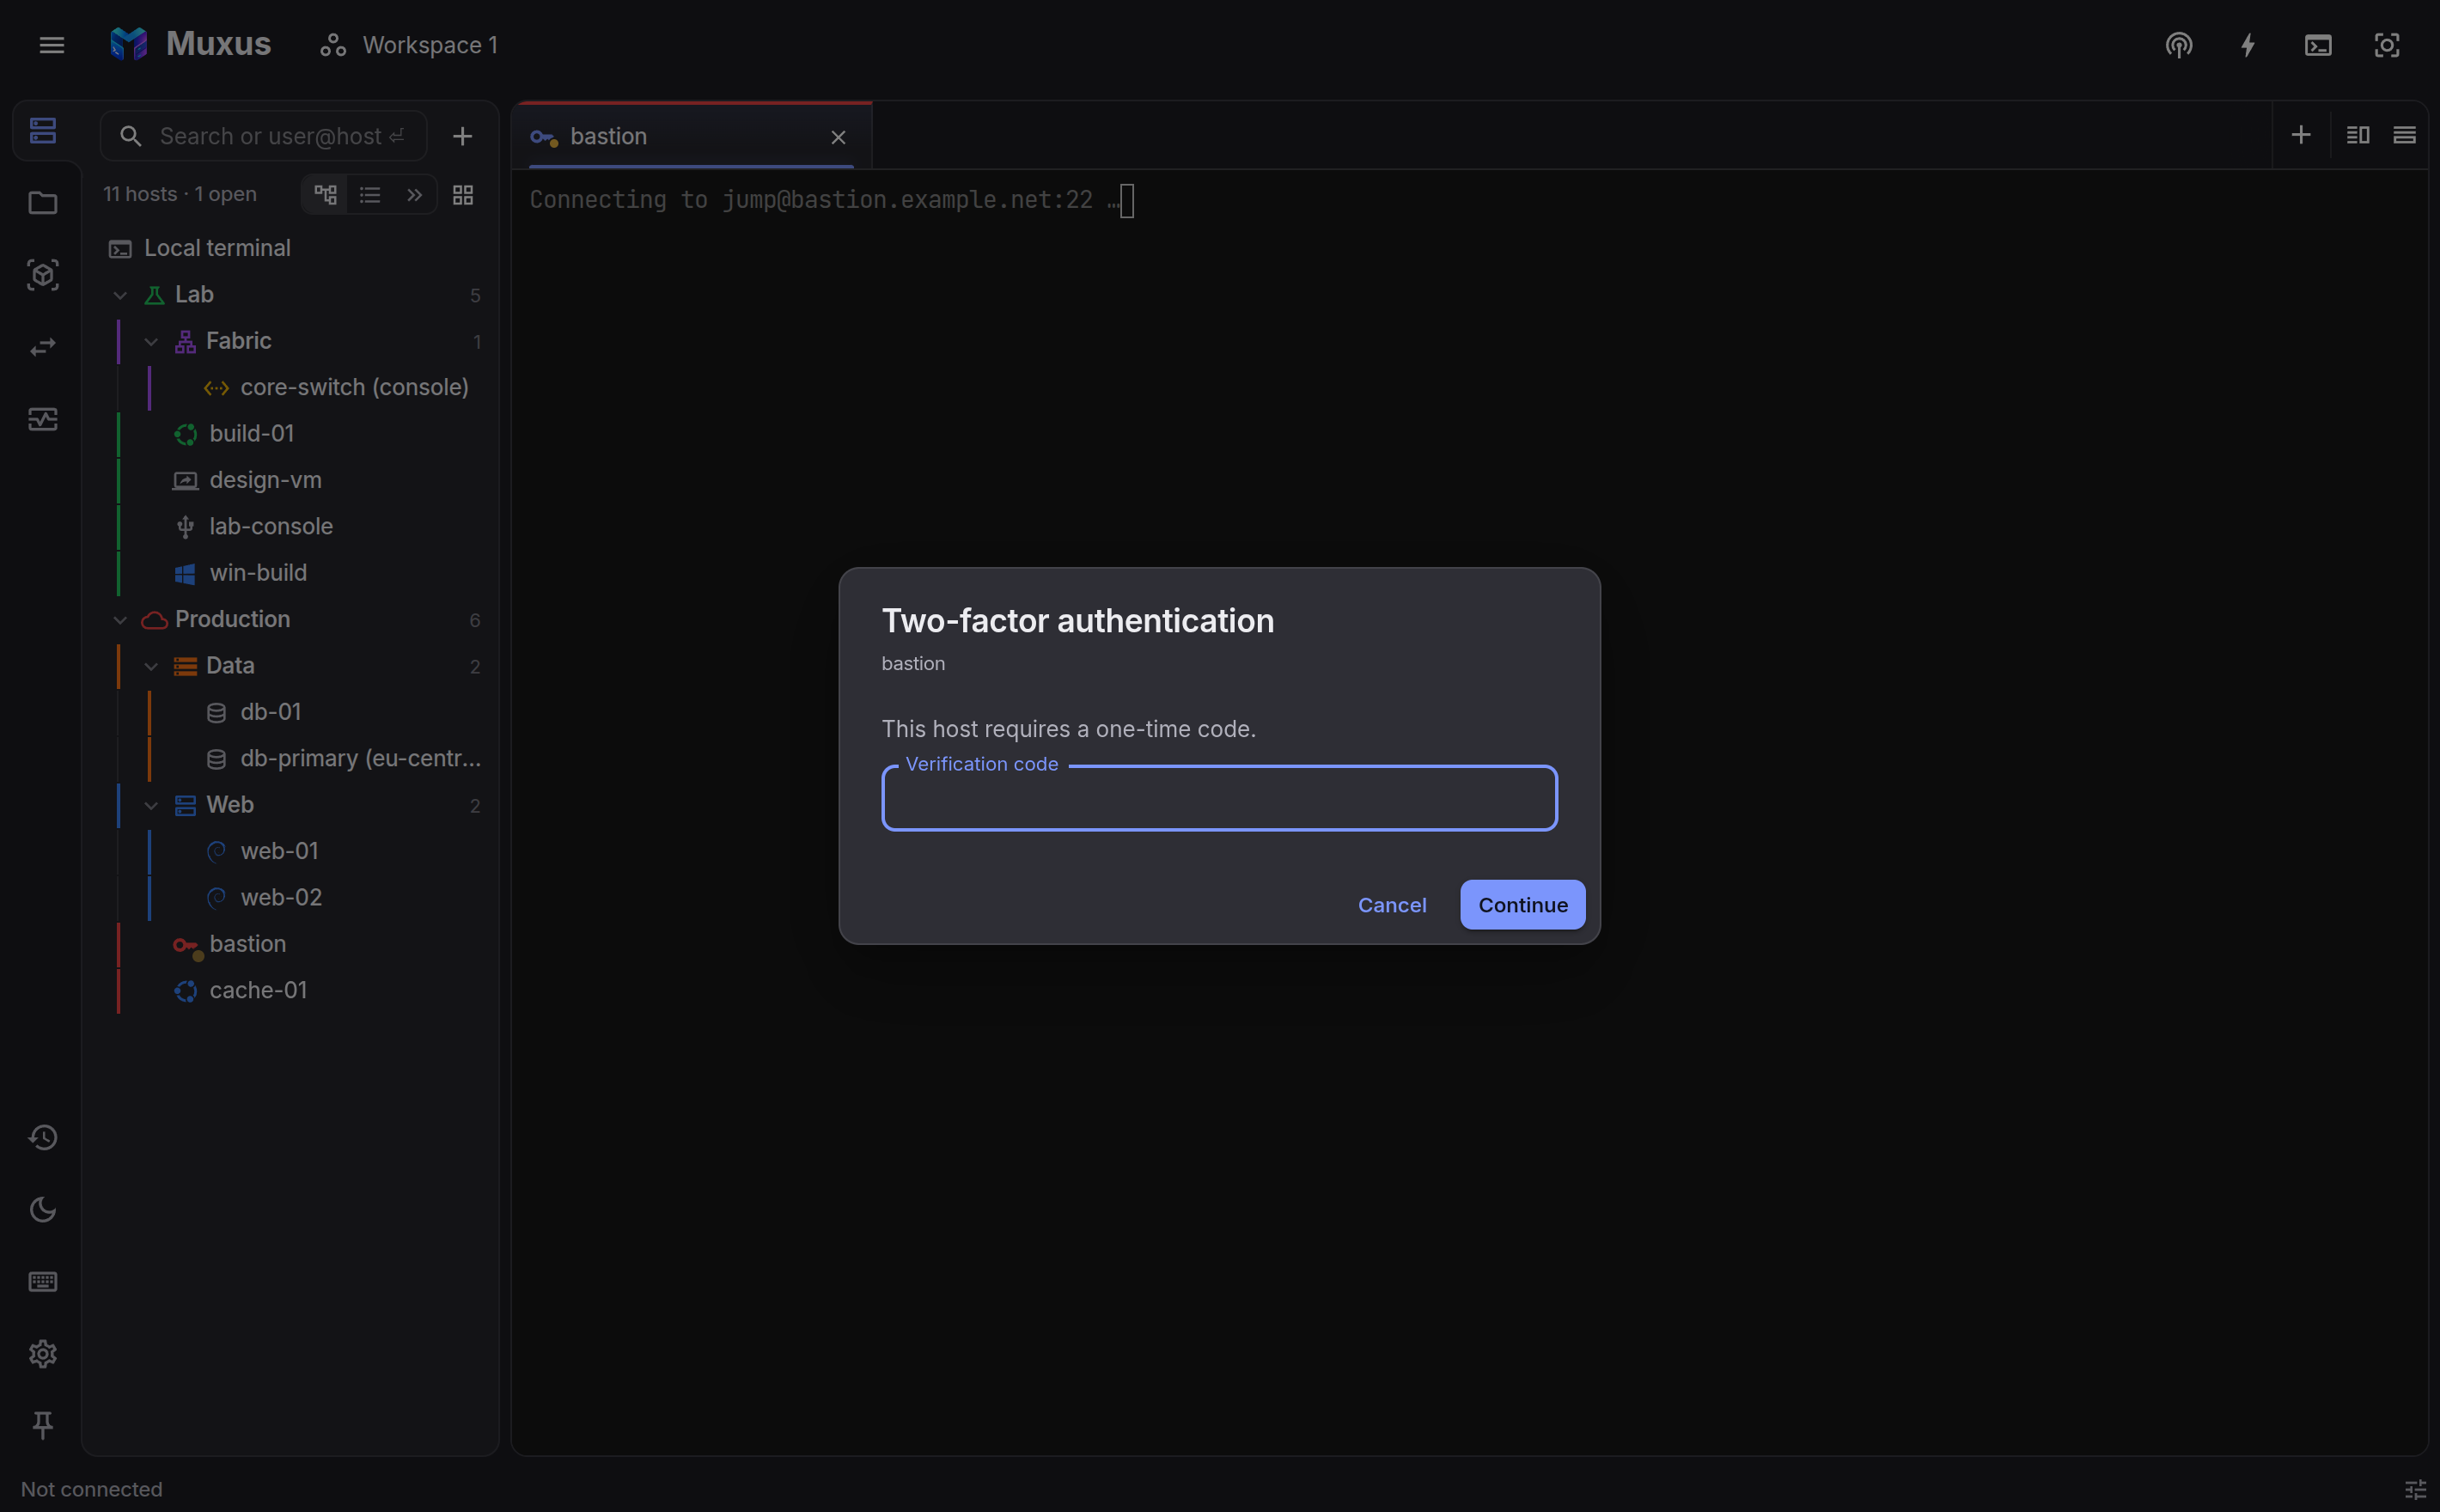 Muxus
Workspace 1
Search or user@host ⏎
11 hosts · 1 open
Local terminal
Lab 5
Fabric 1
core-switch (console)
build-01
design-vm
lab-console
win-build
Production 6
Data 2
db-01
db-primary (eu-centr...
Web 2
web-01
web-02
bastion
cache-01
bastion
Connecting to jump@bastion.example.net:22 …
Two-factor authentication
bastion
This host requires a one-time code.
Verification code
Cancel
Continue
Not connected